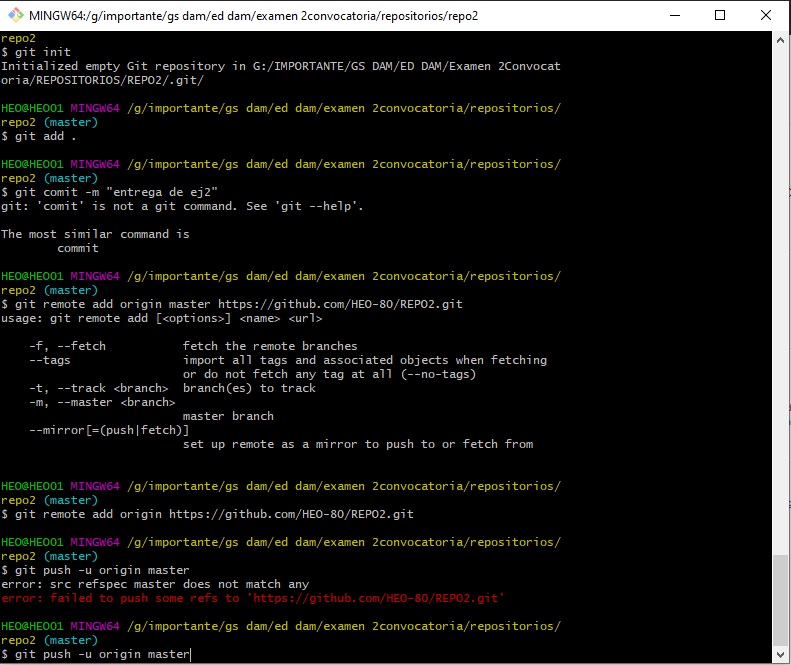 MINGW64:/g/importante/gs dam/ed dam/examen 2convocatoria/repositorios/repo2
repo2
$ git init
Initialized empty Git repository in G:/IMPORTANTE/GS DAM/ED DAM/Examen 2Convocat
oria/REPOSITORIOS/REPO2/.git/
HEO@HEO01 MINGW64 /g/importante/gs dam/ed dam/examen 2convocatoria/repositorios/
repo2 (master)
$ git add .
HEO@HEO01 MINGW64 /g/importante/gs dam/ed dam/examen 2convocatoria/repositorios/
repo2 (master)
$ git comit -m "entrega de ej2"
git: 'comit' is not a git command. See 'git --help'.
The most similar command is
commit
HEO@HEO01 MINGW64 /g/importante/gs dam/ed dam/examen 2convocatoria/repositorios/
repo2 (master)
$ git remote add origin master https://github.com/HEO-80/REPO2.git
usage: git remote add [<options>] <name> <url>
-f, --fetch fetch the remote branches
--tags import all tags and associated objects when fetching
or do not fetch any tag at all (--no-tags)
-t, --track <branch> branch(es) to track
-m, --master <branch>
master branch
--mirror[=(push|fetch)]
set up remote as a mirror to push to or fetch from
HEO@HEO01 MINGW64 /g/importante/gs dam/ed dam/examen 2convocatoria/repositorios/
repo2 (master)
$ git remote add origin https://github.com/HEO-80/REPO2.git
HEO@HEO01 MINGW64 /g/importante/gs dam/ed dam/examen 2convocatoria/repositorios/
repo2 (master)
$ git push -u origin master
error: src refspec master does not match any
error: failed to push some refs to 'https://github.com/HEO-80/REPO2.git'
HEO@HEO01 MINGW64 /g/importante/gs dam/ed dam/examen 2convocatoria/repositorios/
repo2 (master)
$ git push -u origin master